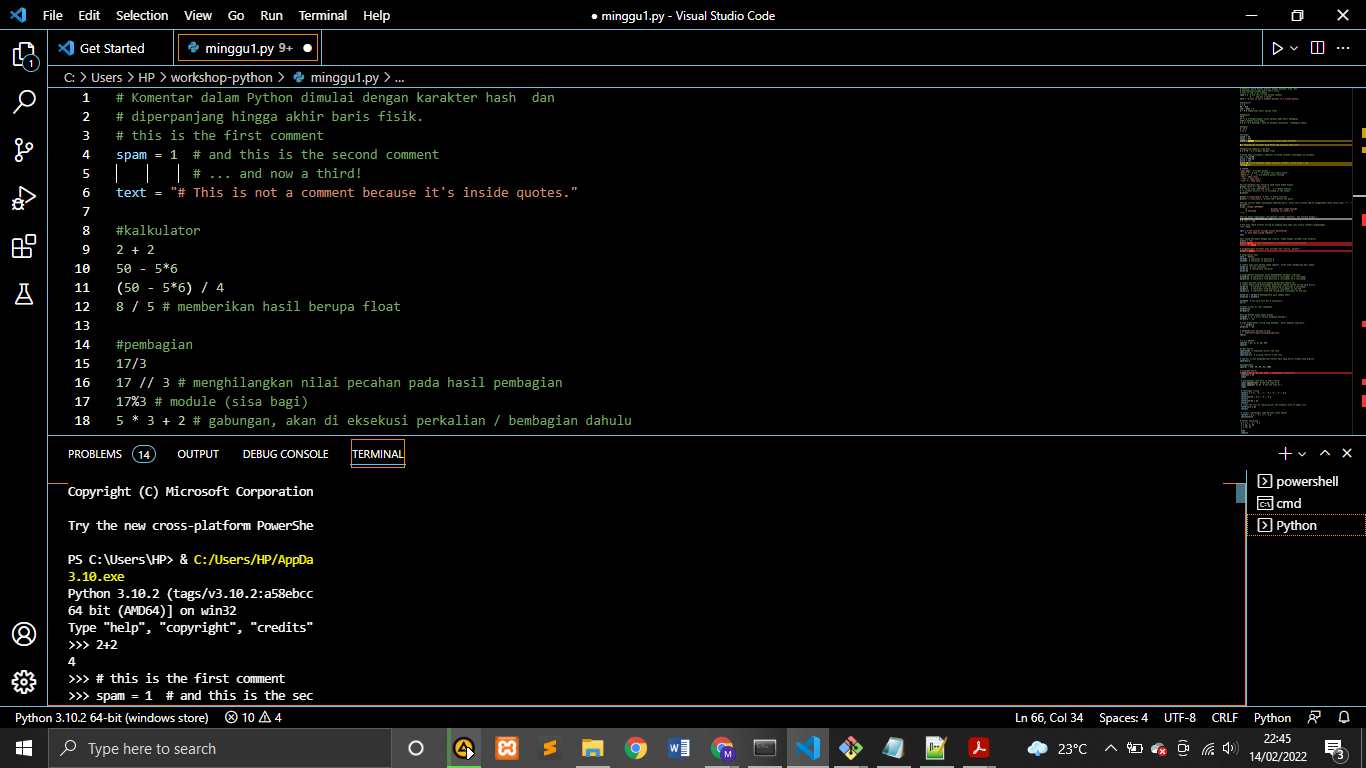 File Edit Selection View Go Run Terminal Help
● minggu1.py - Visual Studio Code
Get Started
minggu1.py 9+
C: > Users > HP > workshop-python > minggu1.py > ...
1
1 # Komentar dalam Python dimulai dengan karakter hash  dan
2 # diperpanjang hingga akhir baris fisik.
3 # this is the first comment
4 spam = 1  # and this is the second comment
5           # ... and now a third!
6 text = "# This is not a comment because it's inside quotes."
7
8 #kalkulator
9 2 + 2
10 50 - 5*6
11 (50 - 5*6) / 4
12 8 / 5 # memberikan hasil berupa float
13
14 #pembagian
15 17/3
16 17 // 3 # menghilangkan nilai pecahan pada hasil pembagian
17 17%3 # module (sisa bagi)
18 5 * 3 + 2 # gabungan, akan di eksekusi perkalian / bembagian dahulu
PROBLEMS 14 OUTPUT DEBUG CONSOLE TERMINAL
Copyright (C) Microsoft Corporation
Try the new cross-platform PowerShe
PS C:\Users\HP> & C:/Users/HP/AppDa
3.10.exe
Python 3.10.2 (tags/v3.10.2:a58ebcc
64 bit (AMD64)] on win32
Type "help", "copyright", "credits"
>>> 2+2
4
>>> # this is the first comment
>>> spam = 1  # and this is the sec
powershell
cmd
Python
Python 3.10.2 64-bit (windows store) 10 4 Ln 66, Col 34 Spaces: 4 UTF-8 CRLF Python
Type here to search
23°C
22:45
14/02/2022
3